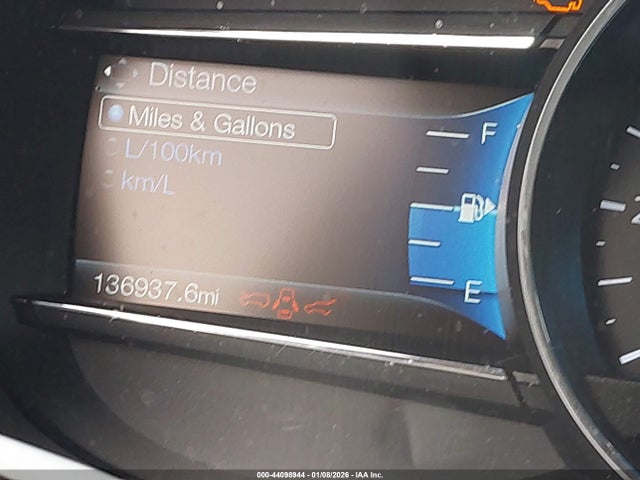 Distance
Miles & Gallons
L/100km
km/L
F
E
136937.6mi
000-44098944 | 01/08/2026 | IAA Inc.